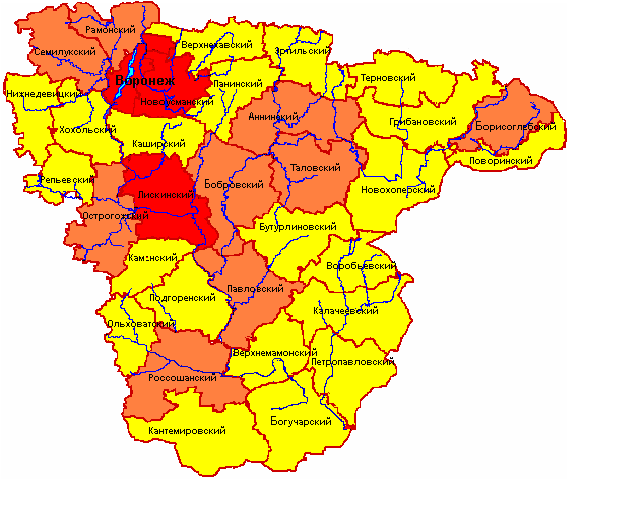 Рамонский
Верхнехавский
Эртильский
Семилукский
Воронеж
Терновский
Панинский
Нижнедевицкий
Новоусманский
Аннинский
Грибановский
Борисоглебский
Хохольский
Каширский
Поворинский
Таловский
Репьевский
Бобровский
Новохоперский
Лискинский
Острогожский
Бутурлиновский
Каменский
Воробьевский
Павловский
Подгоренский
Калачеевский
Ольховатский
Верхнемамонский
Петропавловский
Россошанский
Богучарский
Кантемировский